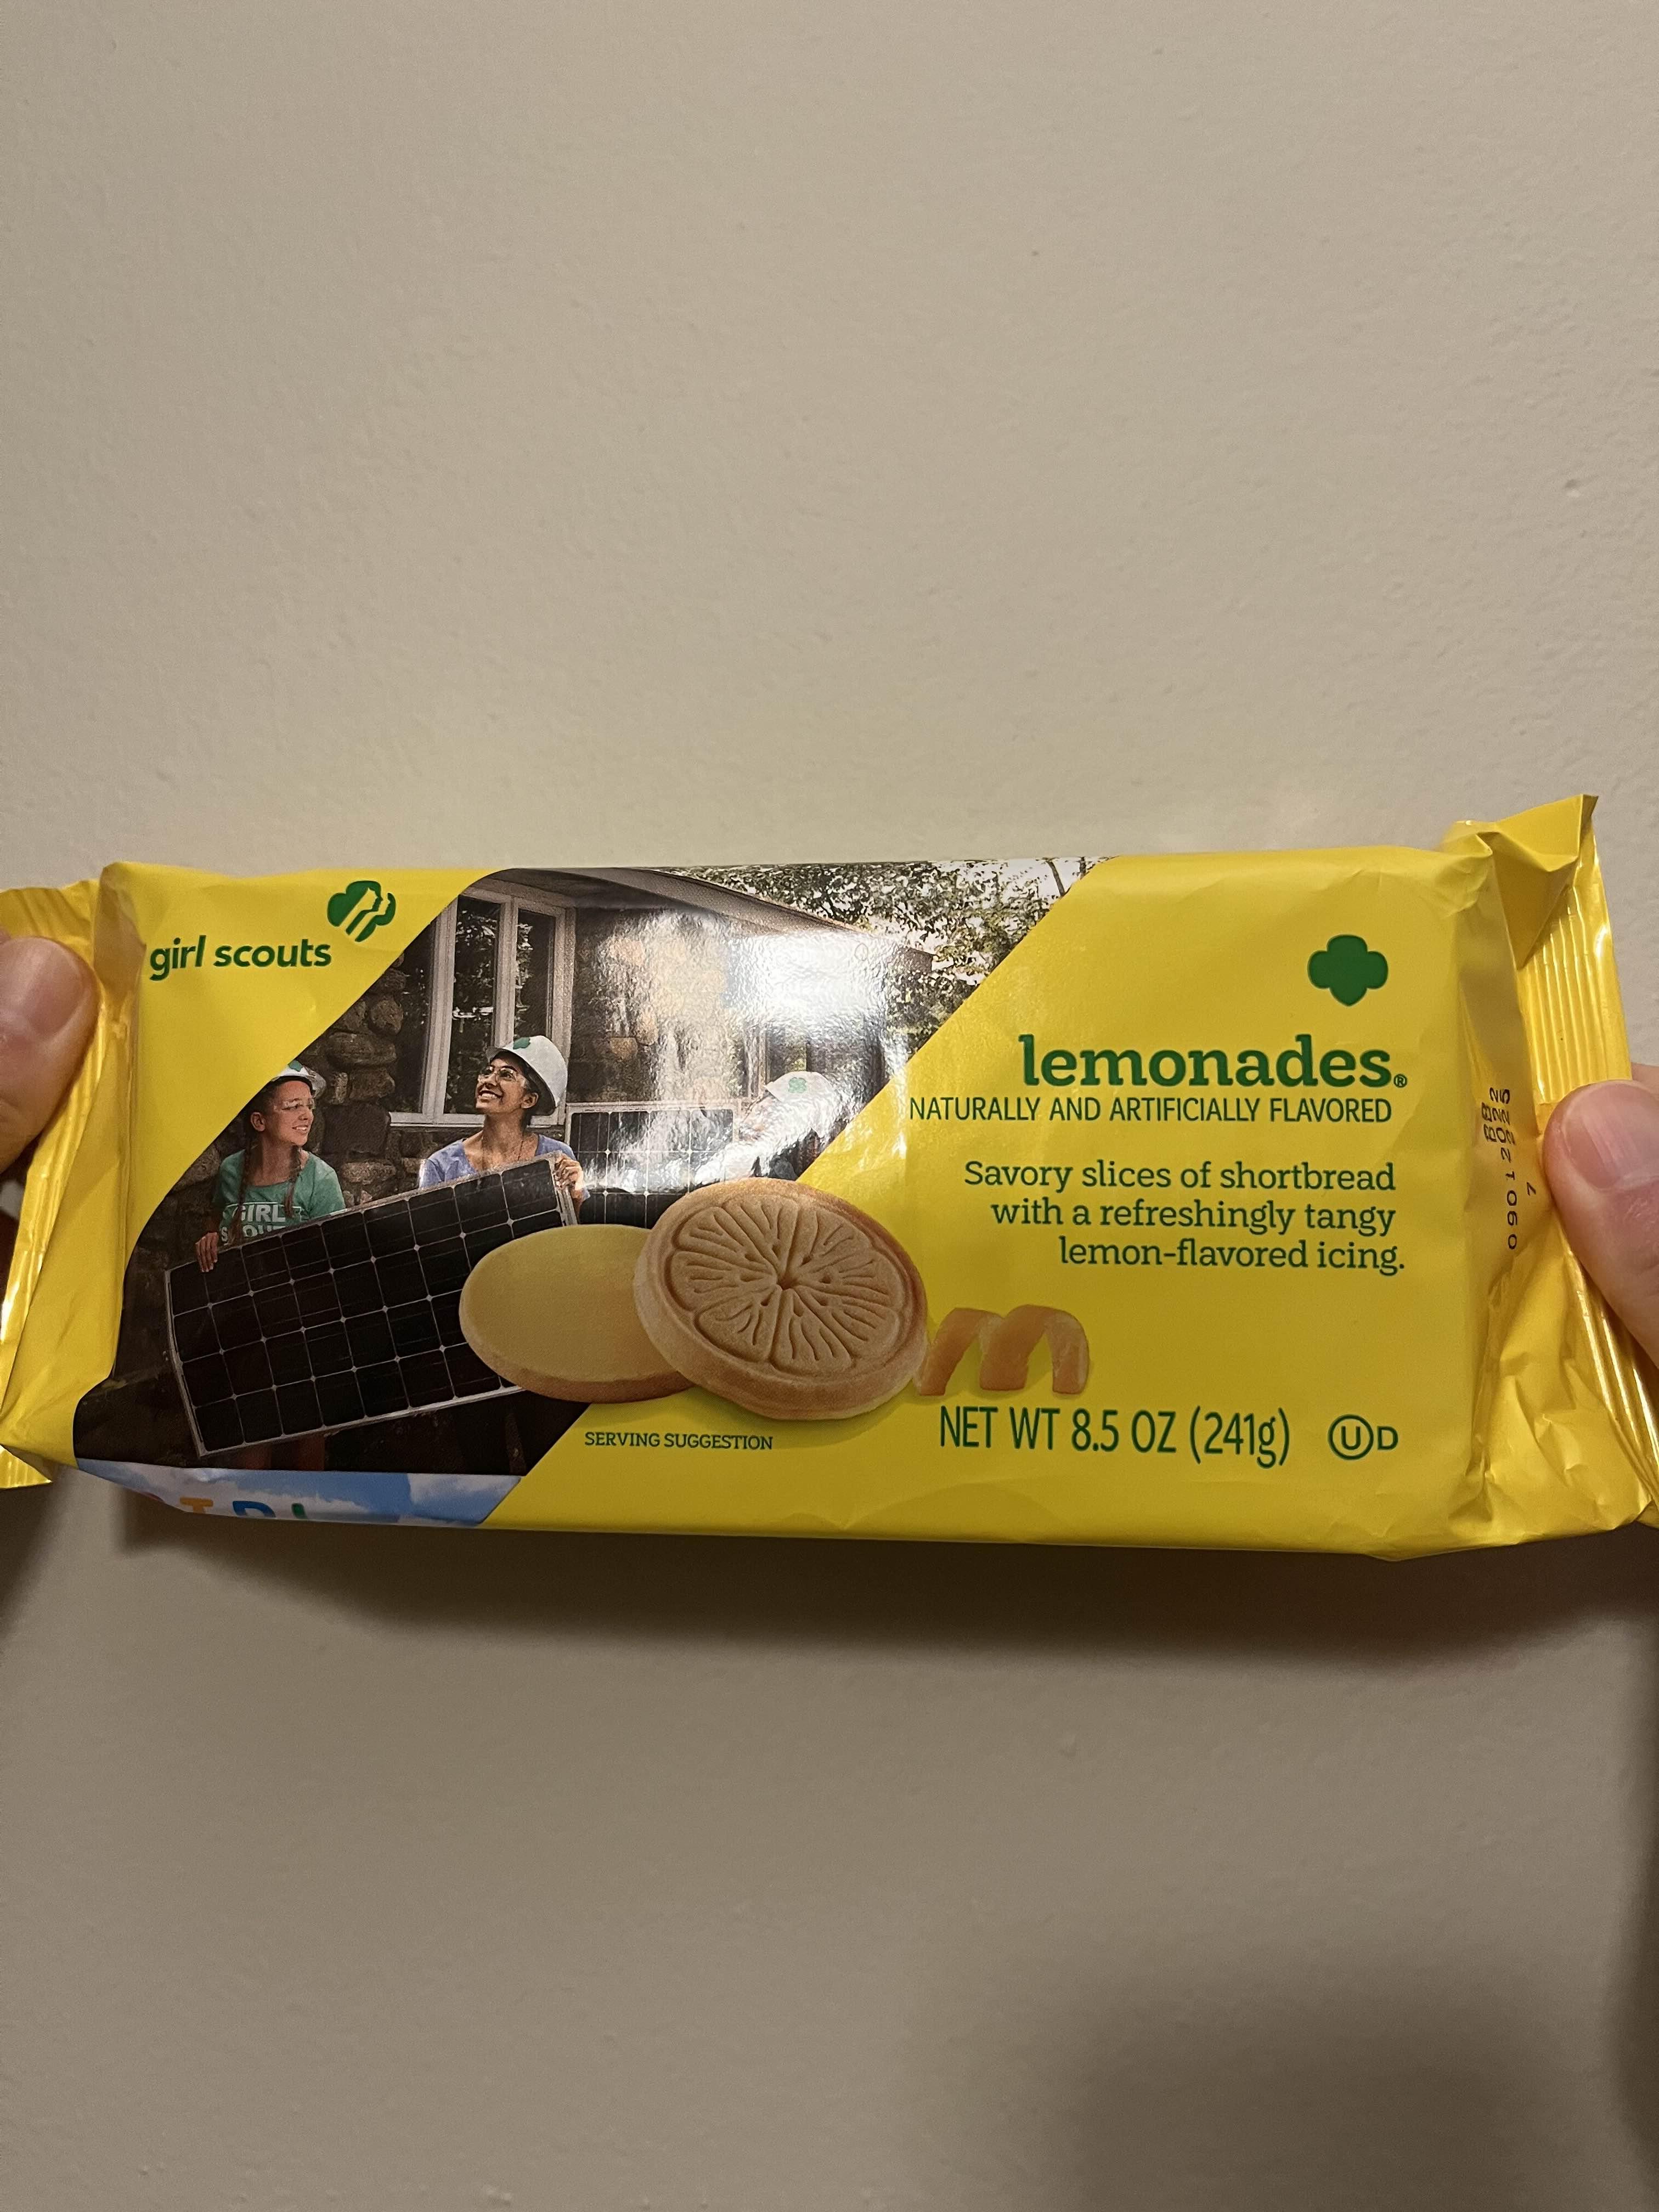 girl scouts
lemonades®
NATURALLY AND ARTIFICIALLY FLAVORED
Savory slices of shortbread
with a refreshingly tangy
lemon-flavored icing.
GIRL
SERVING SUGGESTION
NET WT 8.5 OZ (241g) Ⓤ D